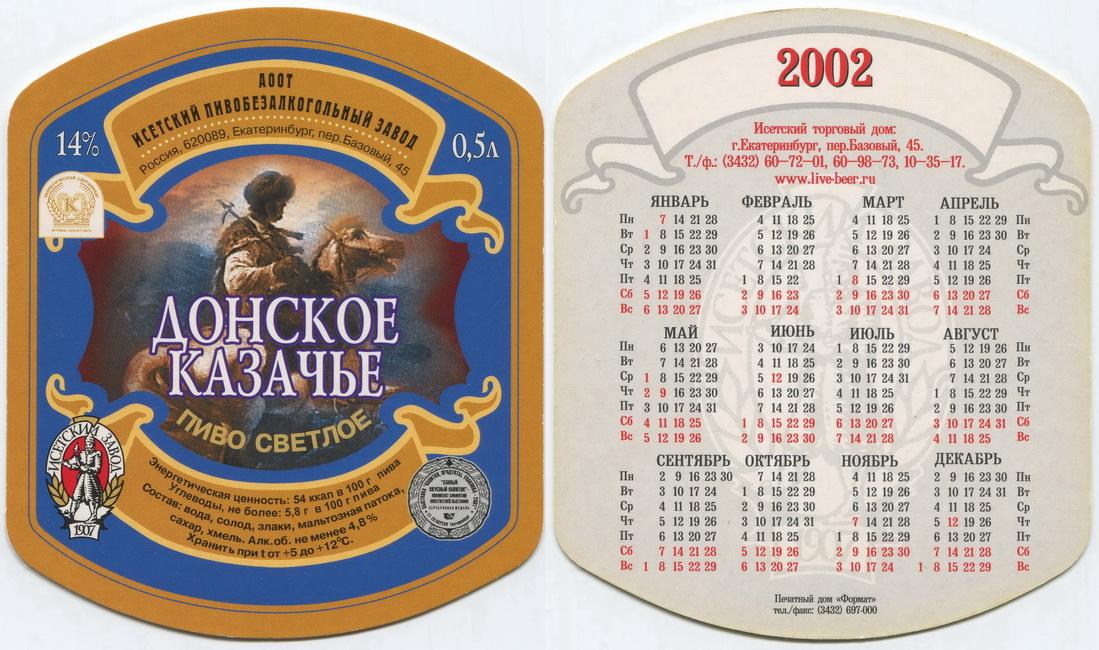 АООТ
ИСЕТСКИЙ ПИВОБЕЗАЛКОГОЛЬНЫЙ ЗАВОД
Россия, 620089, Екатеринбург, пер.Базовый, 45
14%
0,5л
К
ДОНСКОЕ
КАЗАЧЬЕ
ПИВО СВЕТЛОЕ
ИСЕТСКИЙ ЗАВОД
1907
Энергетическая ценность: 54 ккал в 100 г пива
Углеводы, не более: 5,8 г в 100 г пива
Состав: вода, солод, злаки, мальтозная патока,
сахар, хмель. Алк.об. не менее 4,8%
Хранить при t от +5 до +12°С.
2002
Исетский торговый дом:
г.Екатеринбург, пер.Базовый, 45.
Т./ф.: (3432) 60–72–01, 60–98–73, 10–35–17.
www.live-beer.ru
ЯНВАРЬ ФЕВРАЛЬ МАРТ АПРЕЛЬ
Пн 7 14 21 28 4 11 18 25 4 11 18 25 1 8 15 22 29 Пн
Вт 1 8 15 22 29 5 12 19 26 5 12 19 26 2 9 16 23 30 Вт
Ср 2 9 16 23 30 6 13 20 27 6 13 20 27 3 10 17 24 Ср
Чт 3 10 17 24 31 7 14 21 28 7 14 21 28 4 11 18 25 Чт
Пт 4 11 18 25 1 8 15 22 1 8 15 22 29 5 12 19 26 Пт
Сб 5 12 19 26 2 9 16 23 2 9 16 23 30 6 13 20 27 Сб
Вс 6 13 20 27 3 10 17 24 3 10 17 24 31 7 14 21 28 Вс
МАЙ ИЮНЬ ИЮЛЬ АВГУСТ
Пн 6 13 20 27 3 10 17 24 1 8 15 22 29 5 12 19 26 Пн
Вт 7 14 21 28 4 11 18 25 2 9 16 23 30 6 13 20 27 Вт
Ср 1 8 15 22 29 5 12 19 26 3 10 17 24 31 7 14 21 28 Ср
Чт 2 9 16 23 30 6 13 20 27 4 11 18 25 1 8 15 22 29 Чт
Пт 3 10 17 24 31 7 14 21 28 5 12 19 26 2 9 16 23 30 Пт
Сб 4 11 18 25 1 8 15 22 29 6 13 20 27 3 10 17 24 31 Сб
Вс 5 12 19 26 2 9 16 23 30 7 14 21 28 4 11 18 25 Вс
СЕНТЯБРЬ ОКТЯБРЬ НОЯБРЬ ДЕКАБРЬ
Пн 2 9 16 23 30 7 14 21 28 4 11 18 25 2 9 16 23 30 Пн
Вт 3 10 17 24 1 8 15 22 29 5 12 19 26 3 10 17 24 31 Вт
Ср 4 11 18 25 2 9 16 23 30 6 13 20 27 4 11 18 25 Ср
Чт 5 12 19 26 3 10 17 24 31 7 14 21 28 5 12 19 26 Чт
Пт 6 13 20 27 4 11 18 25 1 8 15 22 29 6 13 20 27 Пт
Сб 7 14 21 28 5 12 19 26 2 9 16 23 30 7 14 21 28 Сб
Вс 1 8 15 22 29 6 13 20 27 3 10 17 24 1 8 15 22 29 Вс
Печатный дом «Формат»
тел./факс: (3432) 697-000